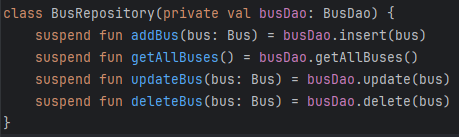 class BusRepository(private val busDao: BusDao) {
    suspend fun addBus(bus: Bus) = busDao.insert(bus)
    suspend fun getAllBuses() = busDao.getAllBuses()
    suspend fun updateBus(bus: Bus) = busDao.update(bus)
    suspend fun deleteBus(bus: Bus) = busDao.delete(bus)
}